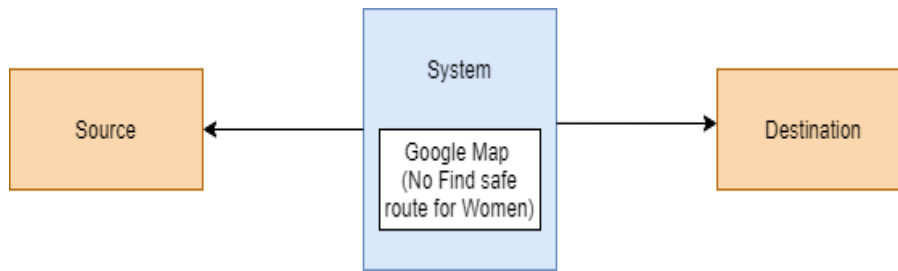 System
Source
Google Map
(No Find safe
route for Women)
Destination